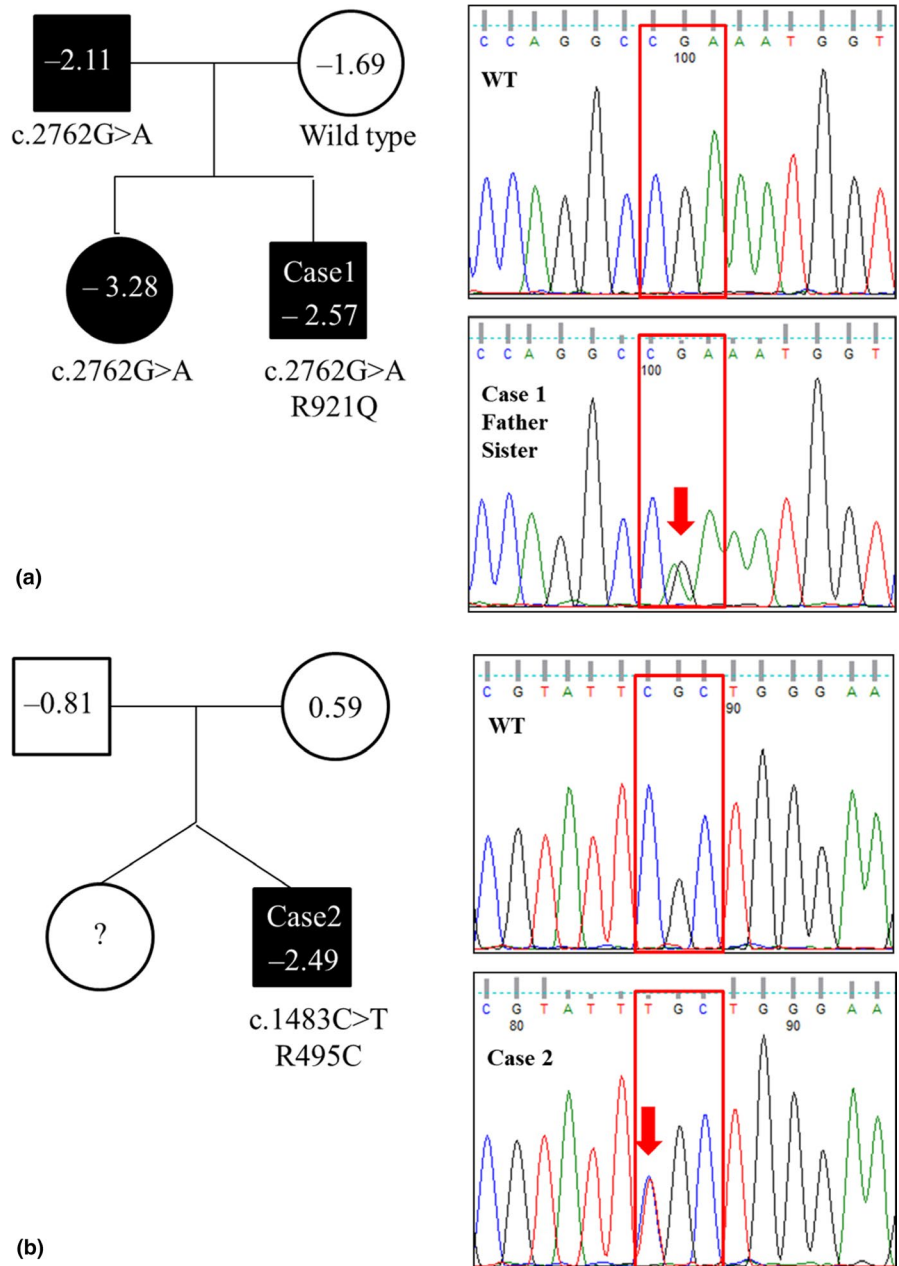 −2.11
−1.69
c.2762G>A
Wild type
− 3.28
Case1
− 2.57
c.2762G>A
c.2762G>A
R921Q
C C A G G C C G A A A T G G T
100
WT
C C A G G C C G A A A T G G T
100
Case 1
Father
Sister
(a)
−0.81
0.59
?
Case2
−2.49
c.1483C>T
R495C
C G T A T T C G C T G G G A A
90
WT
C G T A T T T G C T G G G A A
80 90
Case 2
(b)